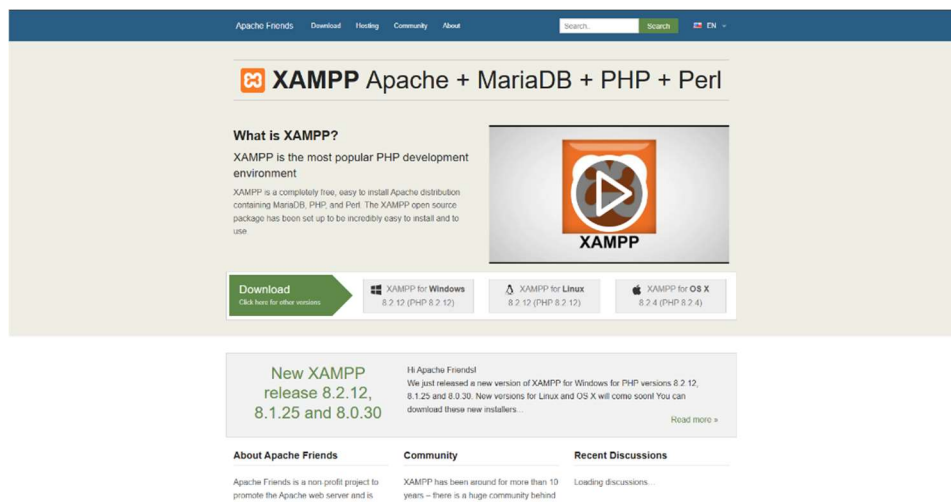 Apache Friends Download Hosting Community About Search... Search EN
XAMPP Apache + MariaDB + PHP + Perl
What is XAMPP?
XAMPP is the most popular PHP development
environment
XAMPP is a completely free, easy to install Apache distribution
containing MariaDB, PHP, and Perl. The XAMPP open source
package has been set up to be incredibly easy to install and to
use.
XAMPP
Download
Click here for other versions
XAMPP for Windows
8.2.12 (PHP 8.2.12)
XAMPP for Linux
8.2.12 (PHP 8.2.12)
XAMPP for OS X
8.2.4 (PHP 8.2.4)
New XAMPP
release 8.2.12,
8.1.25 and 8.0.30
Hi Apache Friends!
We just released a new version of XAMPP for Windows for PHP versions 8.2.12,
8.1.25 and 8.0.30. New versions for Linux and OS X will come soon! You can
download these new installers...
Read more »
About Apache Friends
Apache Friends is a non-profit project to
promote the Apache web server and is
Community
XAMPP has been around for more than 10
years – there is a huge community behind
Recent Discussions
Loading discussions...